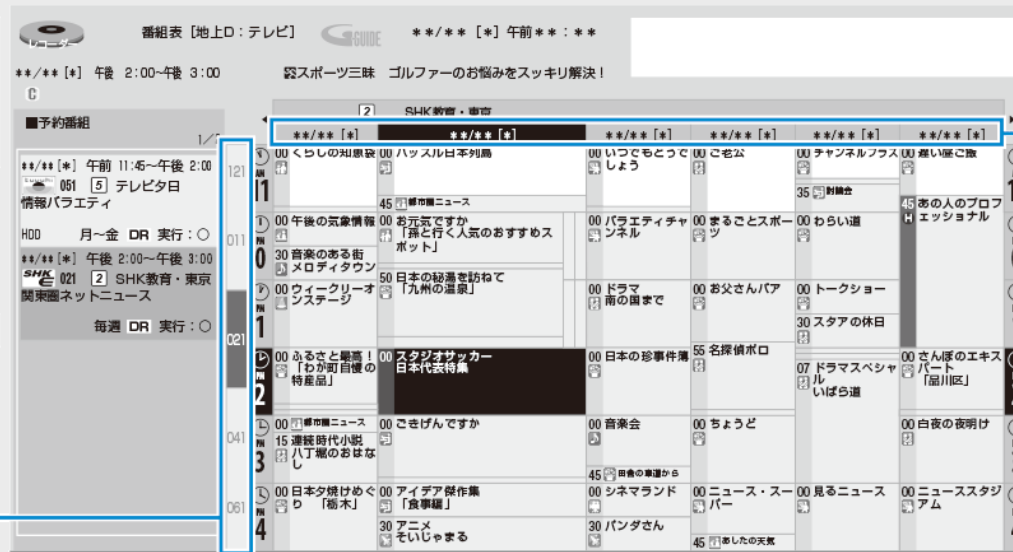 レコーダー
番組表［地上D：テレビ］
G GUIDE
**/** [*] 午前**：**
**/** [*] 午後 2:00〜午後 3:00
スポーツ三昧 ゴルファーのお悩みをスッキリ解決！
C
■予約番組
1/
**/** [*] 午前 11:45〜午後 2:00
051 5 テレビタ日
情報バラエティ
HDD 月〜金 DR 実行：○
**/** [*] 午後 2:00〜午後 3:00
SHK E 021 2 SHK教育・東京
関東圏ネットニュース
毎週 DR 実行：○
121
011
021
041
061
2 SHK教育・東京
**/** [*] **/** [*] **/** [*] **/** [*] **/** [*] **/** [*]
AM 11
PM 0
PM 1
PM 2
PM 3
PM 4
00 くらしの知恵袋
00 午後の気象情報
30 音楽のある街
メロディタウン
00 ウィークリーオ
ンステージ
00 ふるさと最高！
「わが町自慢の
特産品」
00 都市圏ニュース
15 連続時代小説
八丁堀のおはな
し
00 日本夕焼けめぐ
り 「栃木」
00 ハッスル日本列島
45 都市圏ニュース
00 お元気ですか
「孫と行く人気のおすすめス
ポット」
50 日本の秘湯を訪ねて
「九州の温泉」
00 スタジオサッカー
日本代表特集
00 ごきげんですか
00 アイデア傑作集
「食事編」
30 アニメ
そいじゃまる
00 いつでもとうで
しょう
00 バラエティチャ
ンネル
00 ドラマ
南の国まで
00 日本の珍事件簿
00 音楽会
45 田舎の車道から
00 シネマランド
30 パンダさん
00 ご老公
00 まるごとスポー
ツ
00 お父さんバア
55 名探偵ポロ
00 ちょうど
00 ニュース・スー
パー
45 あしたの天気
00 チャンネルプラス
35 討論会
00 わらい道
00 トークショー
30 スタアの休日
07 ドラマスペシャ
ル
いばら道
00 見るニュース
00 遅い昼ご飯
45 あの人のプロフ
ェッショナル
00 さんぽのエキス
パート
「品川区」
00 白夜の夜明け
00 ニューススタジ
アム